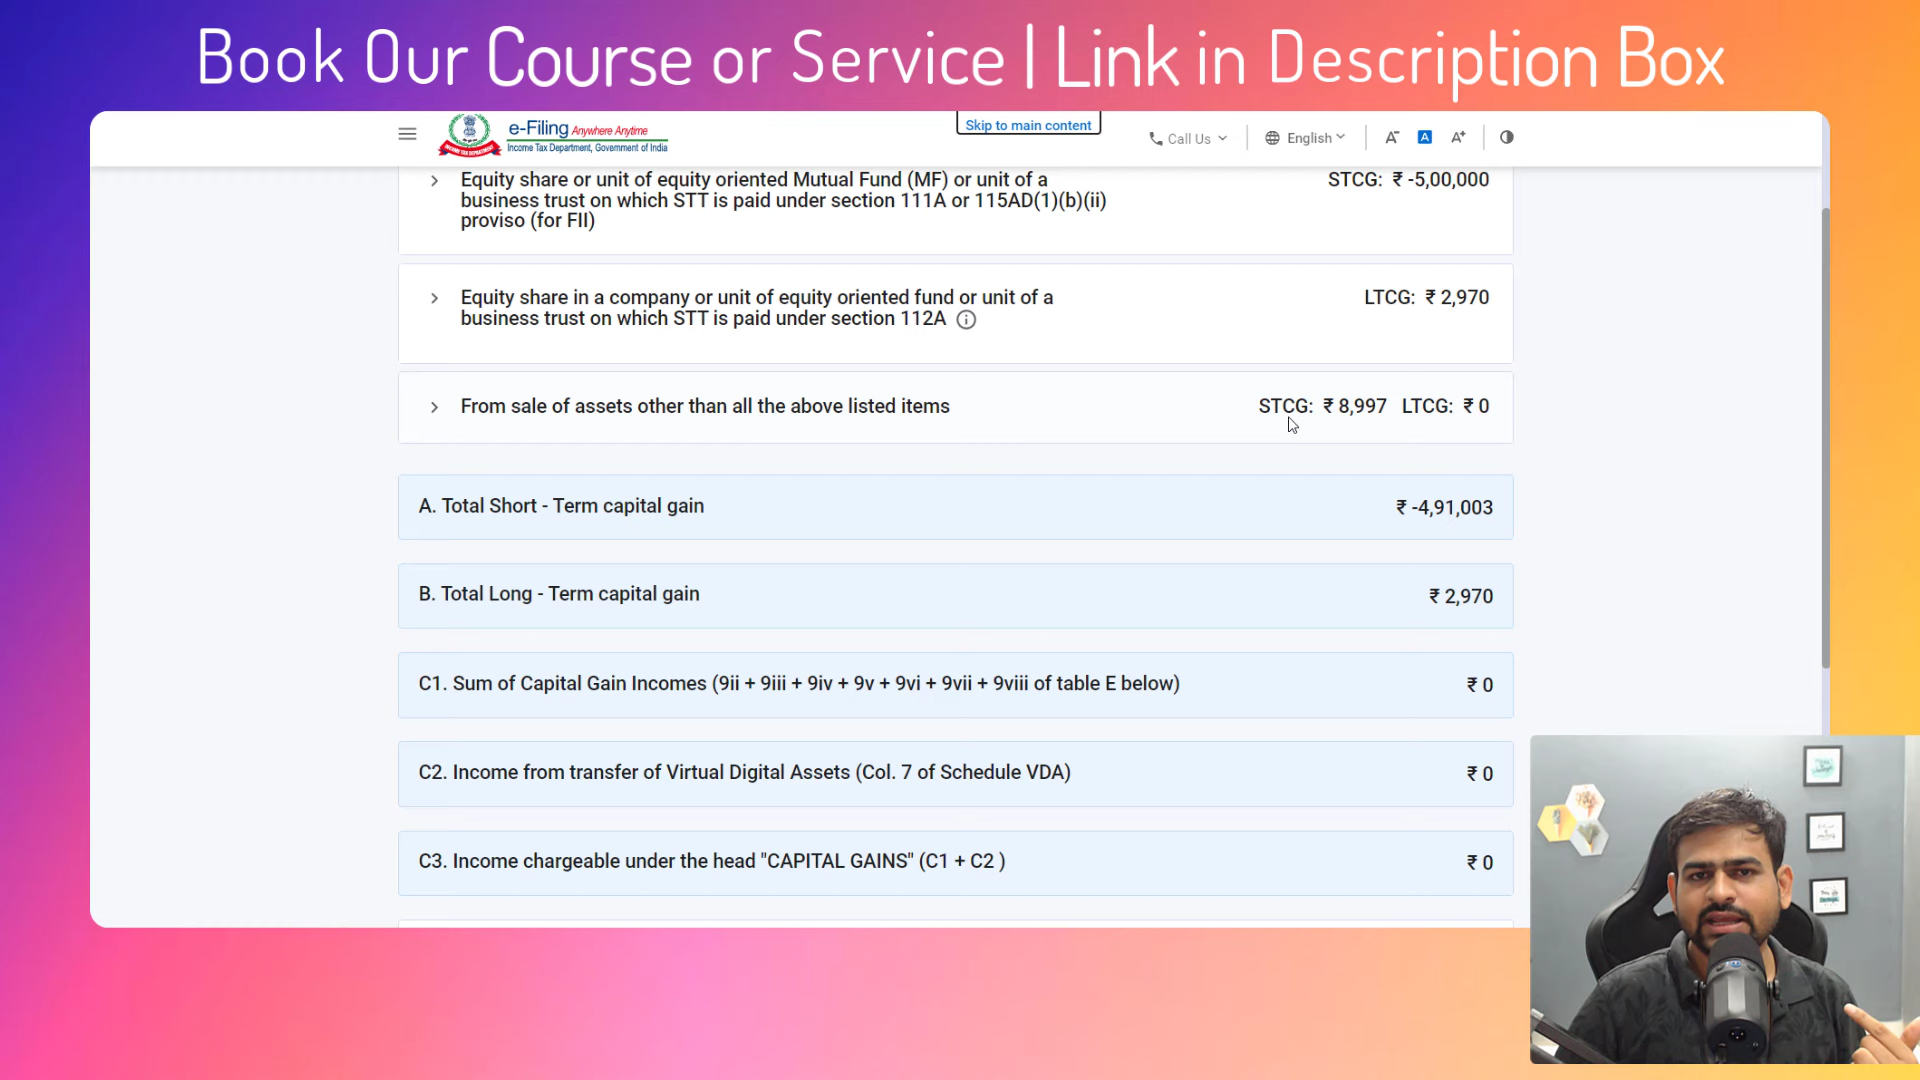 Book Our Course or Service | Link in Description Box
e-Filing Anywhere Anytime
Income Tax Department, Government of India
INCOME TAX DEPARTMENT
Skip to main content
Call Us
English
A-
A
A+
Equity share or unit of equity oriented Mutual Fund (MF) or unit of a
business trust on which STT is paid under section 111A or 115AD(1)(b)(ii)
proviso (for FII)
STCG: ₹ -5,00,000
Equity share in a company or unit of equity oriented fund or unit of a
business trust on which STT is paid under section 112A
LTCG: ₹ 2,970
From sale of assets other than all the above listed items
STCG: ₹ 8,997 LTCG: ₹ 0
A. Total Short - Term capital gain
₹ -4,91,003
B. Total Long - Term capital gain
₹ 2,970
C1. Sum of Capital Gain Incomes (9ii + 9iii + 9iv + 9v + 9vi + 9vii + 9viii of table E below)
₹ 0
C2. Income from transfer of Virtual Digital Assets (Col. 7 of Schedule VDA)
₹ 0
C3. Income chargeable under the head "CAPITAL GAINS" (C1 + C2 )
₹ 0